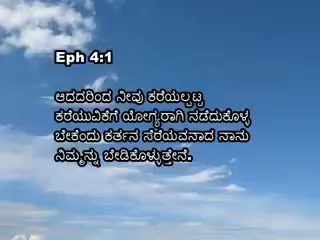 Eph 4:1
ಆದದರಿಂದ ನೀವು ಕರೆಯಲ್ಪಟ್ಟ
ಕರೆಯುವಿಕೆಗೆ ಯೋಗ್ಯರಾಗಿ ನಡೆದುಕೊಳ್ಳ
ಬೇಕೆಂದು ಕರ್ತನ ಸೆರೆಯವನಾದ ನಾನು
ನಿಮ್ಮನ್ನು ಬೇಡಿಕೊಳ್ಳುತ್ತೇನೆ.